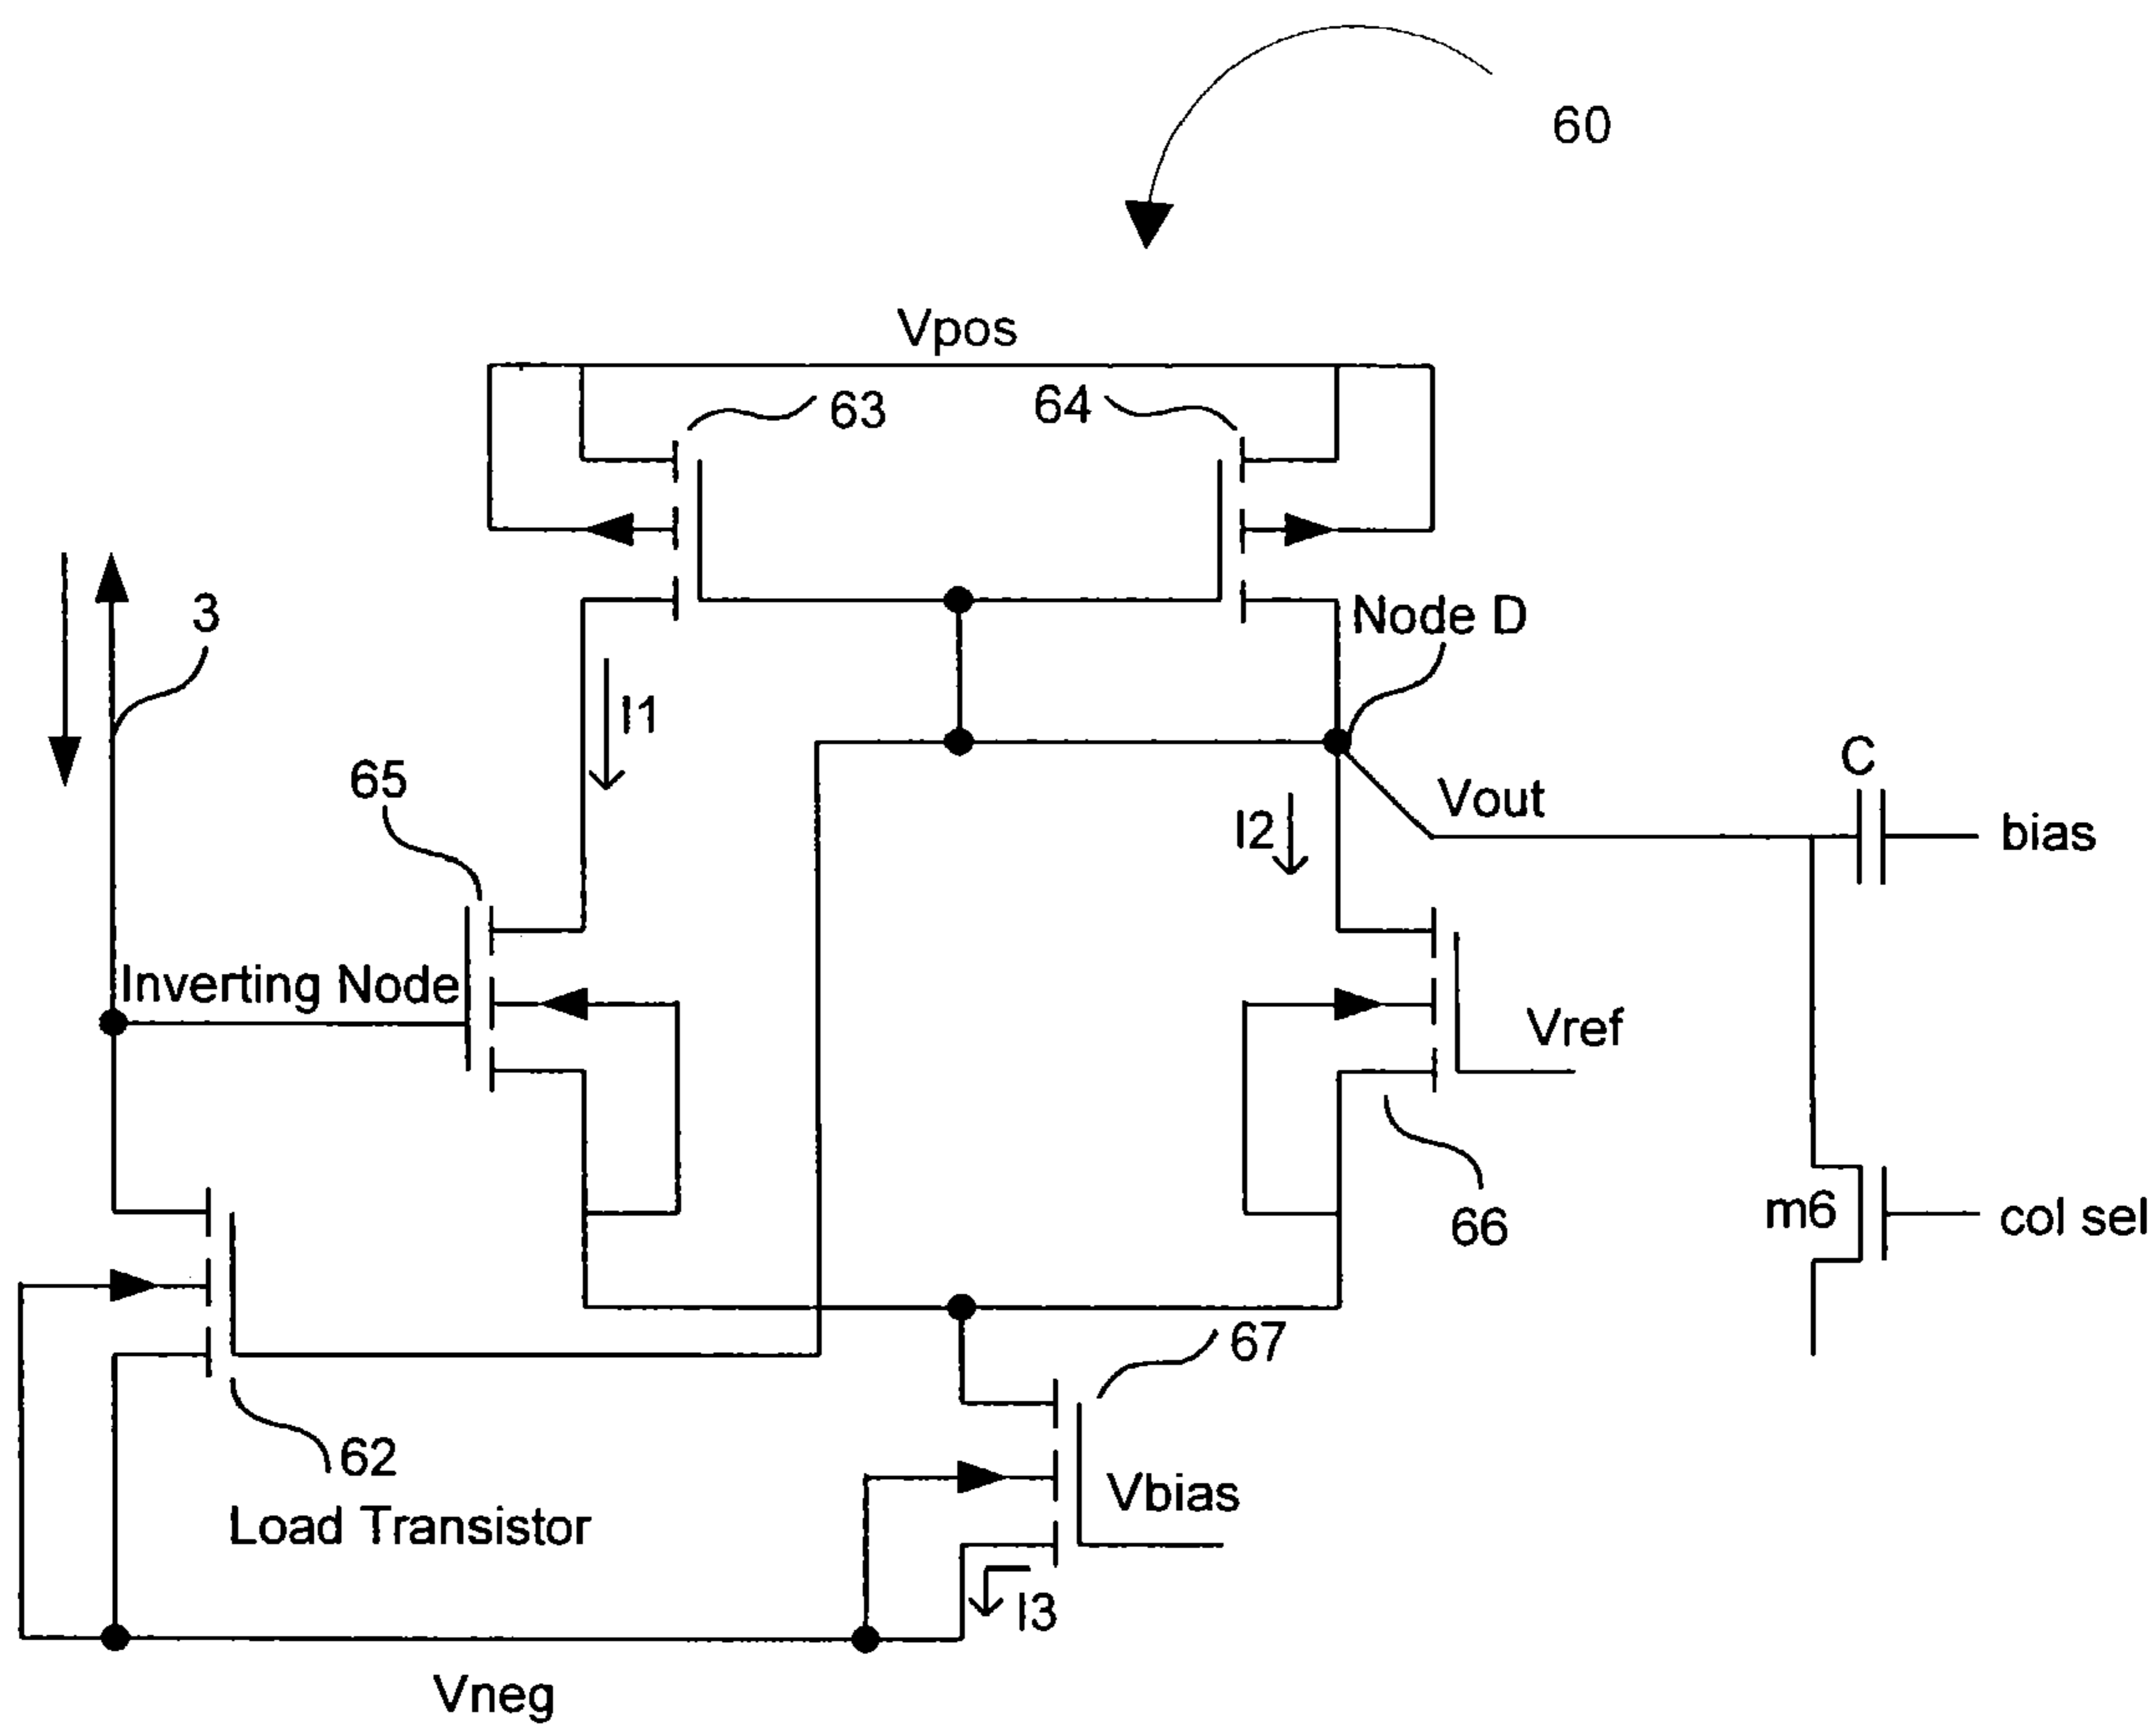 60
Vpos
63
64
3
Node D
I1
65
C
Vout
I2
bias
Inverting Node
Vref
m6
col sel
66
67
62
Vbias
Load Transistor
I3
Vneg